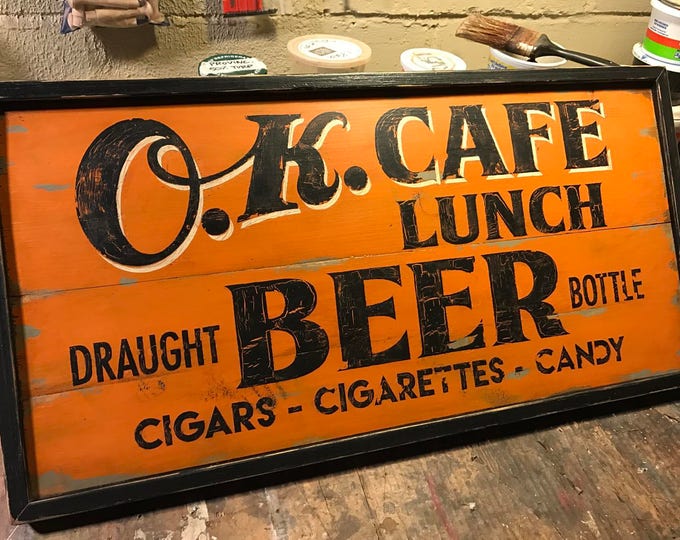 O.K. CAFE
LUNCH
DRAUGHT BEER BOTTLE
CIGARS - CIGARETTES - CANDY